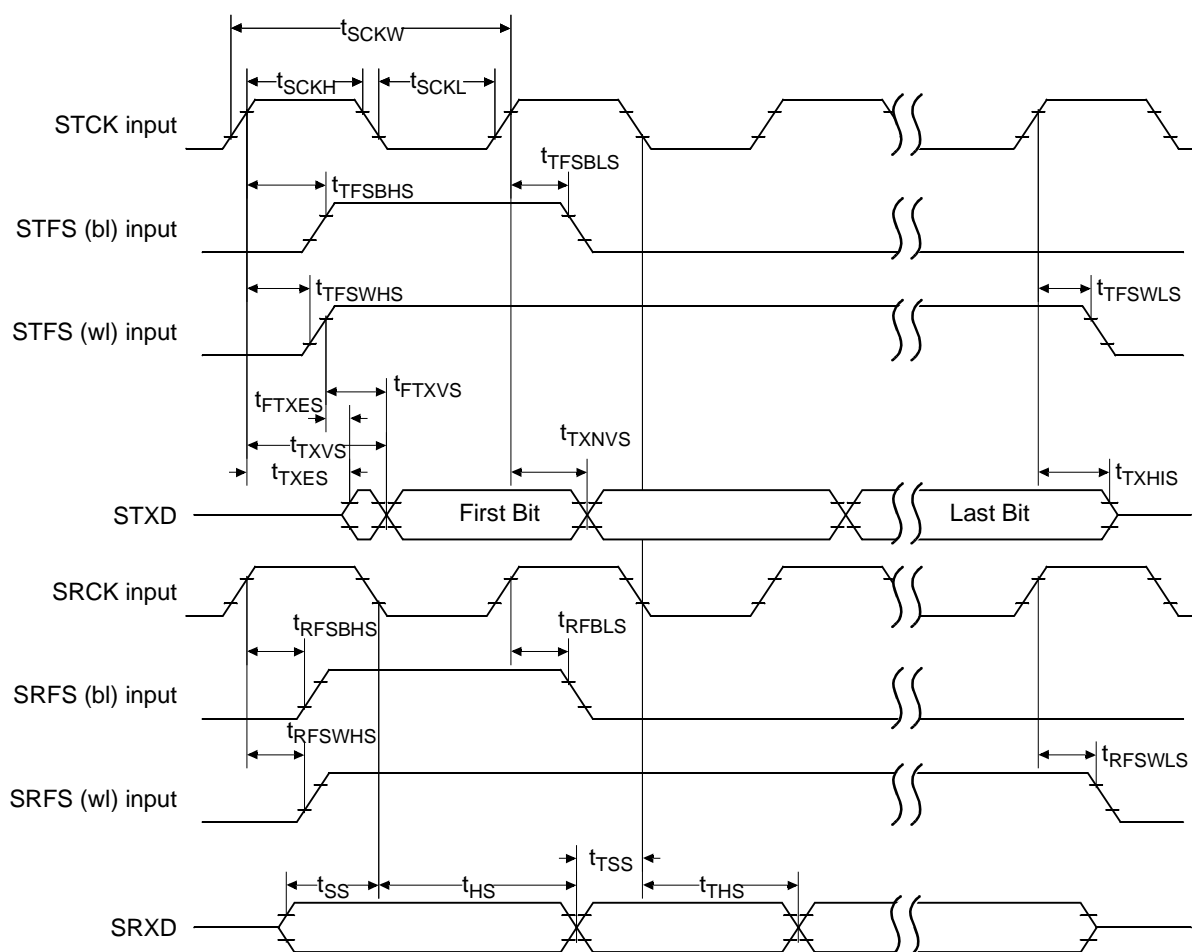 tSCKW
tSCKH
tSCKL
STCK input
tTFSBHS
tTFSBLS
STFS (bl) input
tTFSWHS
tTFSWLS
STFS (wl) input
tFTXES
tFTXVS
tTXVS
tTXNVS
tTXES
tTXHIS
STXD
First Bit
Last Bit
SRCK input
tRFSBHS
tRFBLS
SRFS (bl) input
tRFSWHS
tRFSWLS
SRFS (wl) input
tTSS
tSS
tHS
tTHS
SRXD